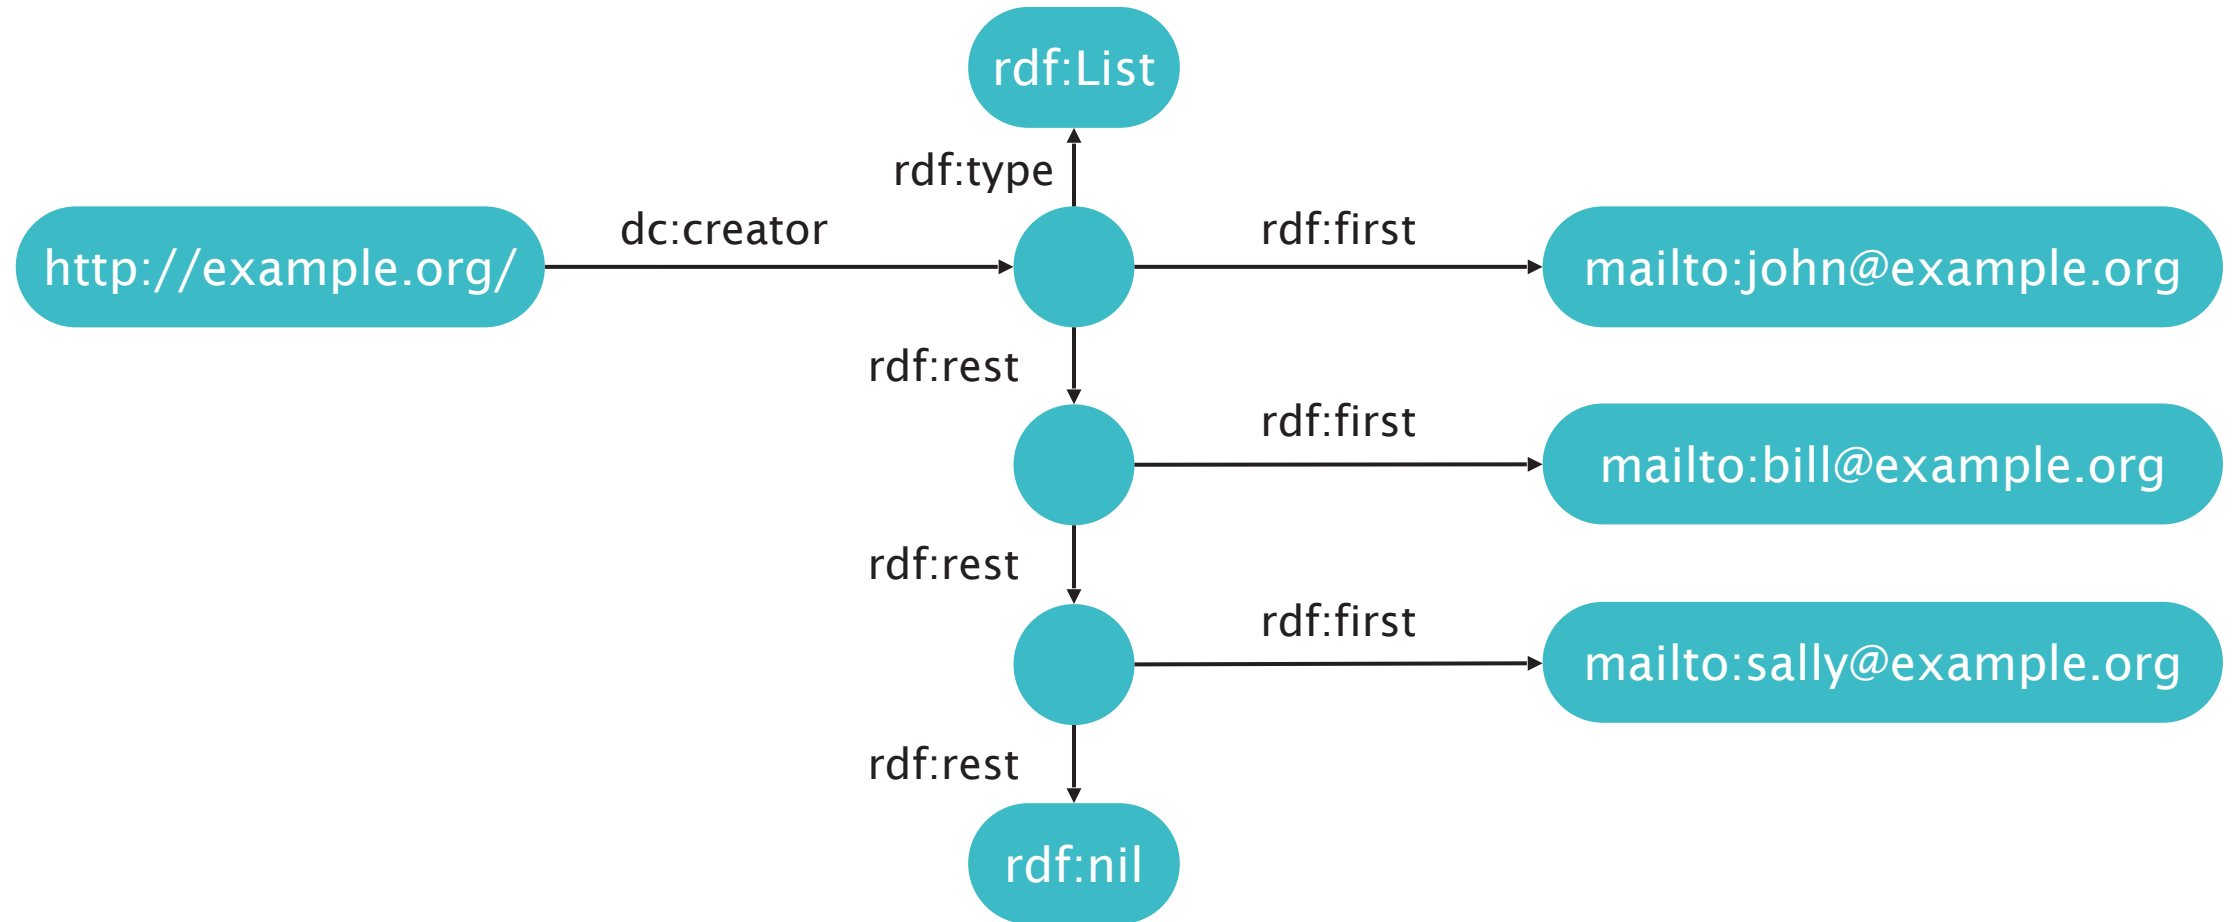 rdf:List
rdf:type
http://example.org/
dc:creator
rdf:first
mailto:john@example.org
rdf:rest
rdf:first
mailto:bill@example.org
rdf:rest
rdf:first
mailto:sally@example.org
rdf:rest
rdf:nil